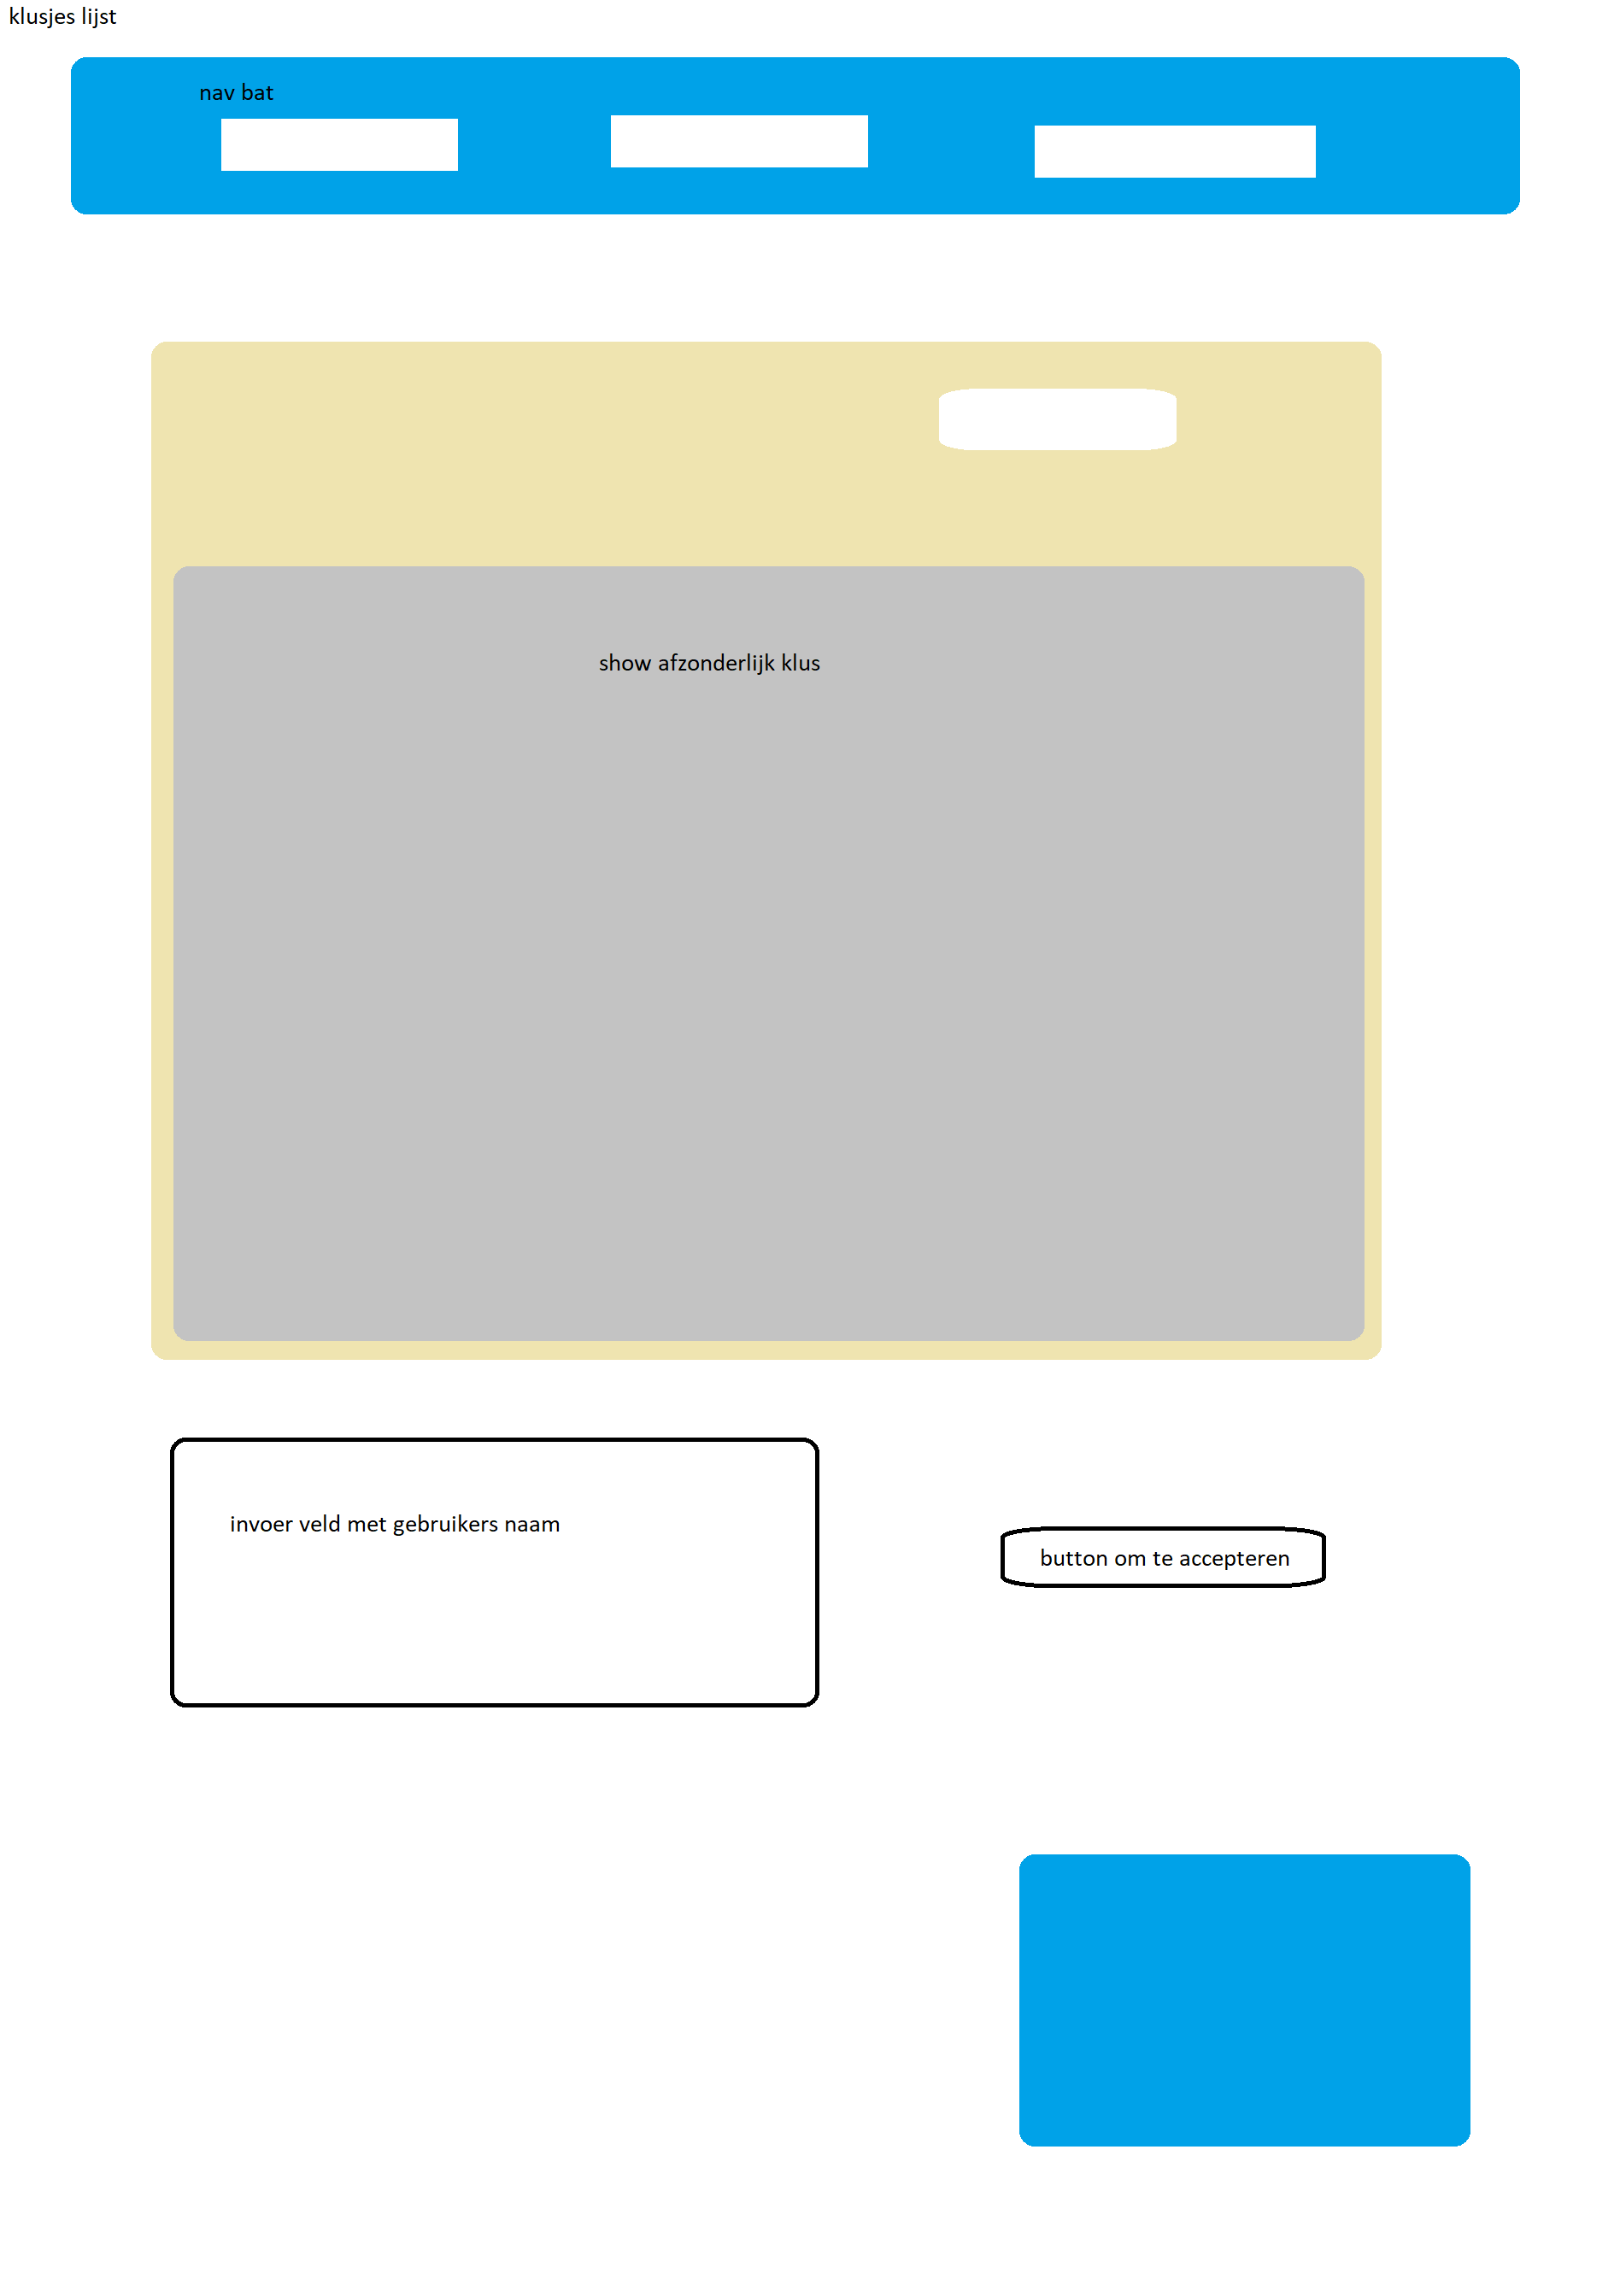 klusjes lijst
nav bat
show afzonderlijk klus
invoer veld met gebruikers naam
button om te accepteren